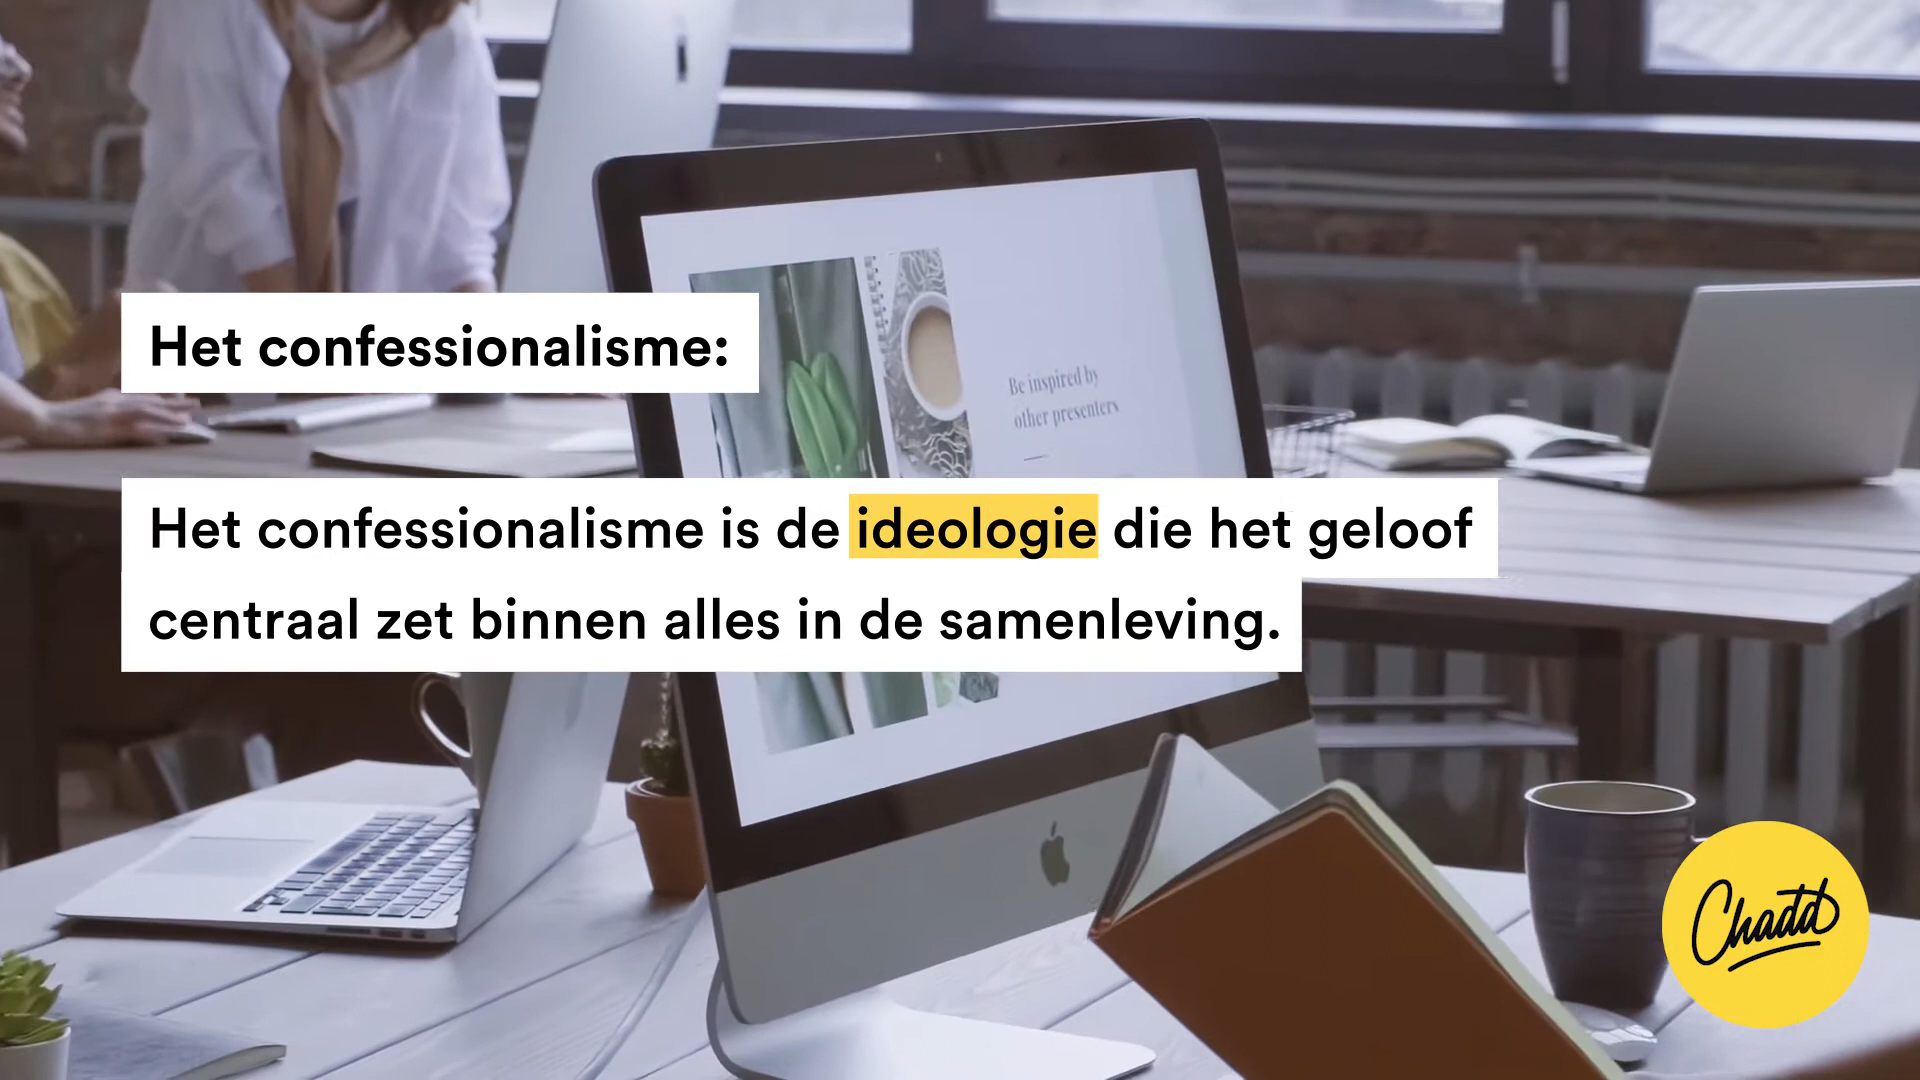 Be inspired by
other presenters
Het confessionalisme:
Het confessionalisme is de ideologie die het geloof
centraal zet binnen alles in de samenleving.
Chadd